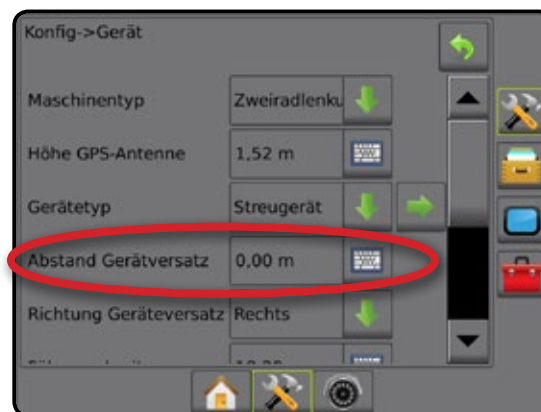 Konfig->Gerät
Maschinentyp Zweiradlenku
Höhe GPS-Antenne 1,52 m
Gerätetyp Streugerät
Abstand Gerätversatz 0,00 m
Richtung Geräteversatz Rechts